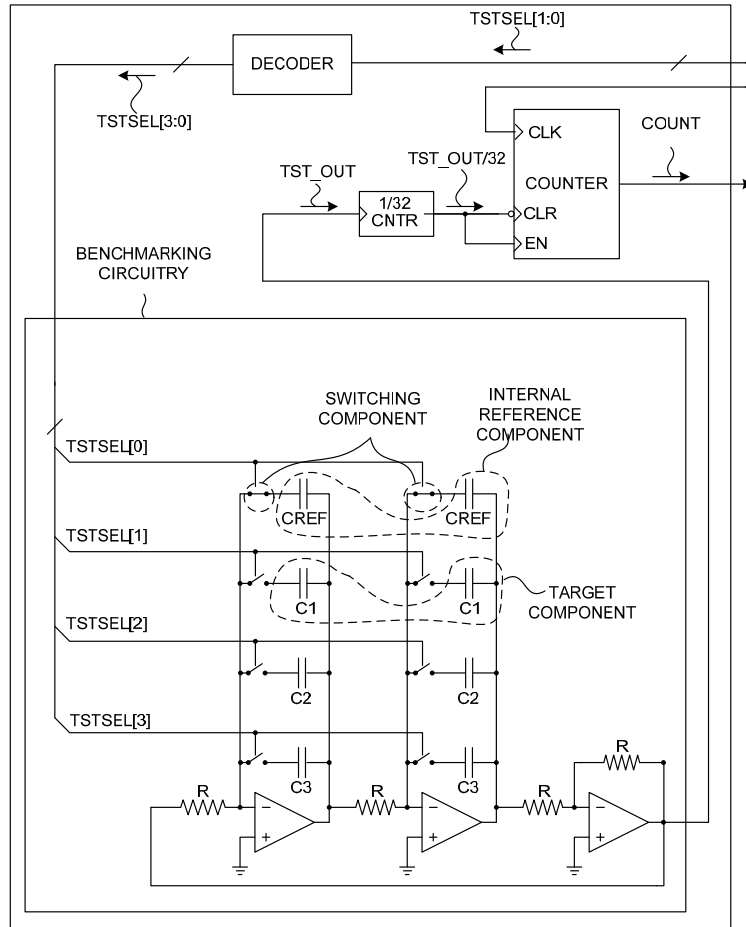 TSTSEL[1:0]
DECODER
TSTSEL[3:0]
CLK
COUNT
TST_OUT
TST_OUT/32
COUNTER
1/32
CNTR
CLR
EN
BENCHMARKING
CIRCUITRY
SWITCHING
COMPONENT
INTERNAL
REFERENCE
COMPONENT
TSTSEL[0]
CREF
CREF
TSTSEL[1]
C1
C1
TARGET
COMPONENT
TSTSEL[2]
C2
C2
TSTSEL[3]
C3
C3
R
R
R
R